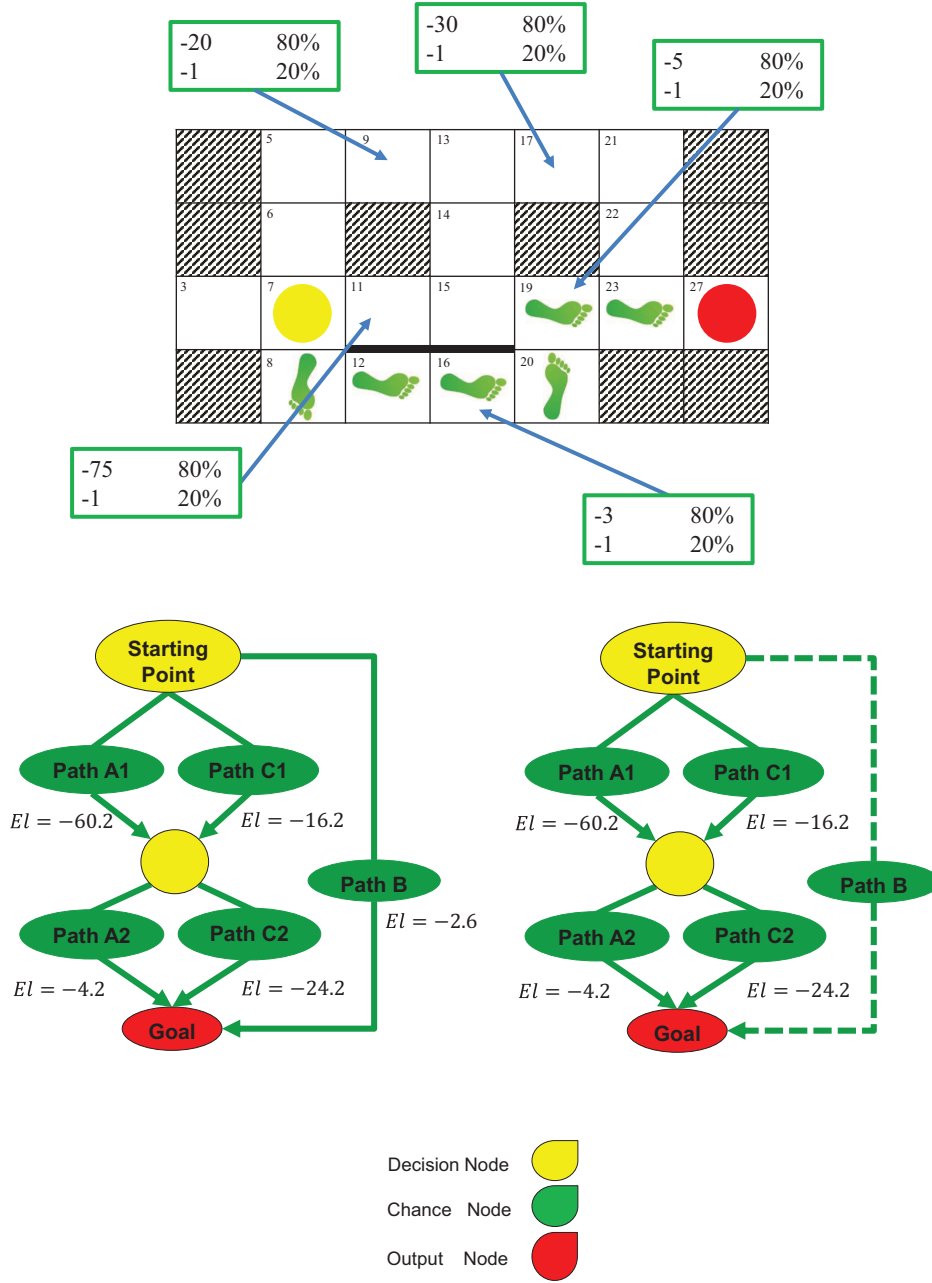 -20 80%
-1 20%
-30 80%
-1 20%
-5 80%
-1 20%
5 9 13 17 21
6 14 22
3 7 11 15 19 23 27
8 12 16 20
-75 80%
-1 20%
-3 80%
-1 20%
Starting
Point
Path A1 Path C1
El = −60.2 El = −16.2
Path B
El = −2.6
Path A2 Path C2
El = −4.2 El = −24.2
Goal
Starting
Point
Path A1 Path C1
El = −60.2 El = −16.2
Path B
Path A2 Path C2
El = −4.2 El = −24.2
Goal
Decision Node
Chance Node
Output Node